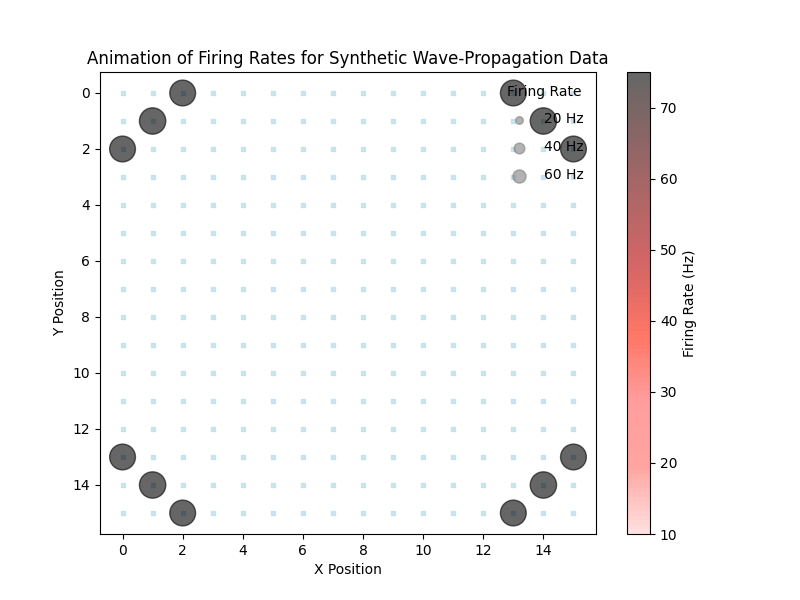 Animation of Firing Rates for Synthetic Wave-Propagation Data
Firing Rate
20 Hz
40 Hz
60 Hz
0
2
4
6
8
10
12
14
Y Position
0 2 4 6 8 10 12 14
X Position
70
60
50
40
30
20
10
Firing Rate (Hz)